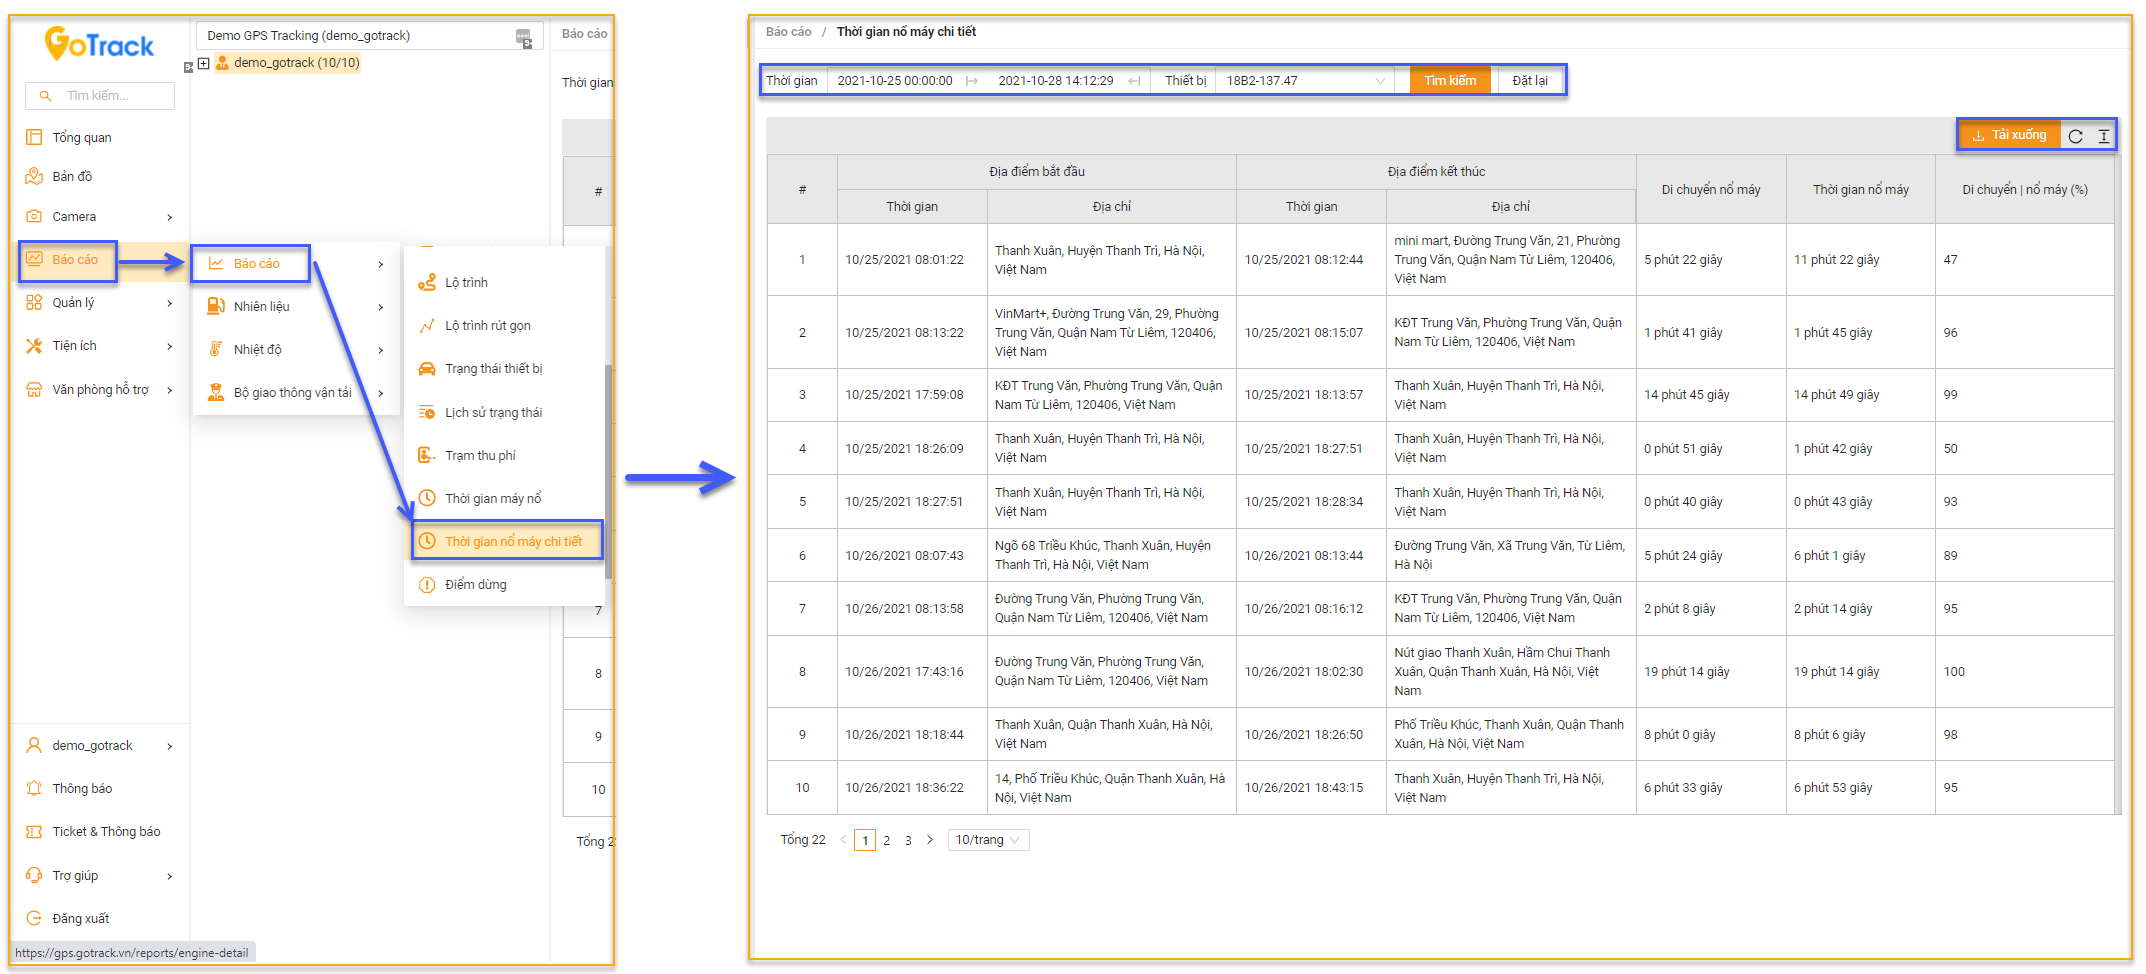 GoTrack
Tìm kiếm...
Tổng quan
Bản đồ
Camera
Báo cáo
Quản lý
Tiện ích
Văn phòng hỗ trợ
demo_gotrack
Thông báo
Ticket & Thông báo
Trợ giúp
Đăng xuất
https://gps.gotrack.vn/reports/engine-detail
Demo GPS Tracking (demo_gotrack)
demo_gotrack (10/10)
Báo cáo
Nhiên liệu
Nhiệt độ
Bộ giao thông vận tải
Lộ trình
Lộ trình rút gọn
Trạng thái thiết bị
Lịch sử trạng thái
Trạm thu phí
Thời gian máy nổ
Thời gian nổ máy chi tiết
Điểm dừng
Báo cáo
Thời gian
#
7
8
9
10
Tổng 2
Báo cáo / Thời gian nổ máy chi tiết
Thời gian 2021-10-25 00:00:00 2021-10-28 14:12:29 Thiết bị 18B2-137.47 Tìm kiếm Đặt lại
Tải xuống
# Địa điểm bắt đầu Địa điểm kết thúc Di chuyển nổ máy Thời gian nổ máy Di chuyển | nổ máy (%)
Thời gian Địa chỉ Thời gian Địa chỉ
1 10/25/2021 08:01:22
Thanh Xuân, Huyện Thanh Trì, Hà Nội,
Việt Nam
10/25/2021 08:12:44
mini mart, Đường Trung Văn, 21, Phường
Trung Văn, Quận Nam Từ Liêm, 120406,
Việt Nam
5 phút 22 giây 11 phút 22 giây 47
2 10/25/2021 08:13:22
VinMart+, Đường Trung Văn, 29, Phường
Trung Văn, Quận Nam Từ Liêm, 120406,
Việt Nam
10/25/2021 08:15:07
KĐT Trung Văn, Phường Trung Văn, Quận
Nam Từ Liêm, 120406, Việt Nam
1 phút 41 giây 1 phút 45 giây 96
3 10/25/2021 17:59:08
KĐT Trung Văn, Phường Trung Văn, Quận
Nam Từ Liêm, 120406, Việt Nam
10/25/2021 18:13:57
Thanh Xuân, Huyện Thanh Trì, Hà Nội,
Việt Nam
14 phút 45 giây 14 phút 49 giây 99
4 10/25/2021 18:26:09
Thanh Xuân, Huyện Thanh Trì, Hà Nội,
Việt Nam
10/25/2021 18:27:51
Thanh Xuân, Huyện Thanh Trì, Hà Nội,
Việt Nam
0 phút 51 giây 1 phút 42 giây 50
5 10/25/2021 18:27:51
Thanh Xuân, Huyện Thanh Trì, Hà Nội,
Việt Nam
10/25/2021 18:28:34
Thanh Xuân, Huyện Thanh Trì, Hà Nội,
Việt Nam
0 phút 40 giây 0 phút 43 giây 93
6 10/26/2021 08:07:43
Ngõ 68 Triều Khúc, Thanh Xuân, Huyện
Thanh Trì, Hà Nội, Việt Nam
10/26/2021 08:13:44
Đường Trung Văn, Xã Trung Văn, Từ Liêm,
Hà Nội
5 phút 24 giây 6 phút 1 giây 89
7 10/26/2021 08:13:58
Đường Trung Văn, Phường Trung Văn,
Quận Nam Từ Liêm, 120406, Việt Nam
10/26/2021 08:16:12
KĐT Trung Văn, Phường Trung Văn, Quận
Nam Từ Liêm, 120406, Việt Nam
2 phút 8 giây 2 phút 14 giây 95
8 10/26/2021 17:43:16
Đường Trung Văn, Phường Trung Văn,
Quận Nam Từ Liêm, 120406, Việt Nam
10/26/2021 18:02:30
Nút giao Thanh Xuân, Hầm Chui Thanh
Xuân, Quận Thanh Xuân, Hà Nội, Việt
Nam
19 phút 14 giây 19 phút 14 giây 100
9 10/26/2021 18:18:44
Thanh Xuân, Quận Thanh Xuân, Hà Nội,
Việt Nam
10/26/2021 18:26:50
Phố Triều Khúc, Thanh Xuân, Quận Thanh
Xuân, Hà Nội, Việt Nam
8 phút 0 giây 8 phút 6 giây 98
10 10/26/2021 18:36:22
14, Phố Triều Khúc, Quận Thanh Xuân, Hà
Nội, Việt Nam
10/26/2021 18:43:15
Thanh Xuân, Huyện Thanh Trì, Hà Nội,
Việt Nam
6 phút 33 giây 6 phút 53 giây 95
Tổng 22 < 1 2 3 > 10/trang